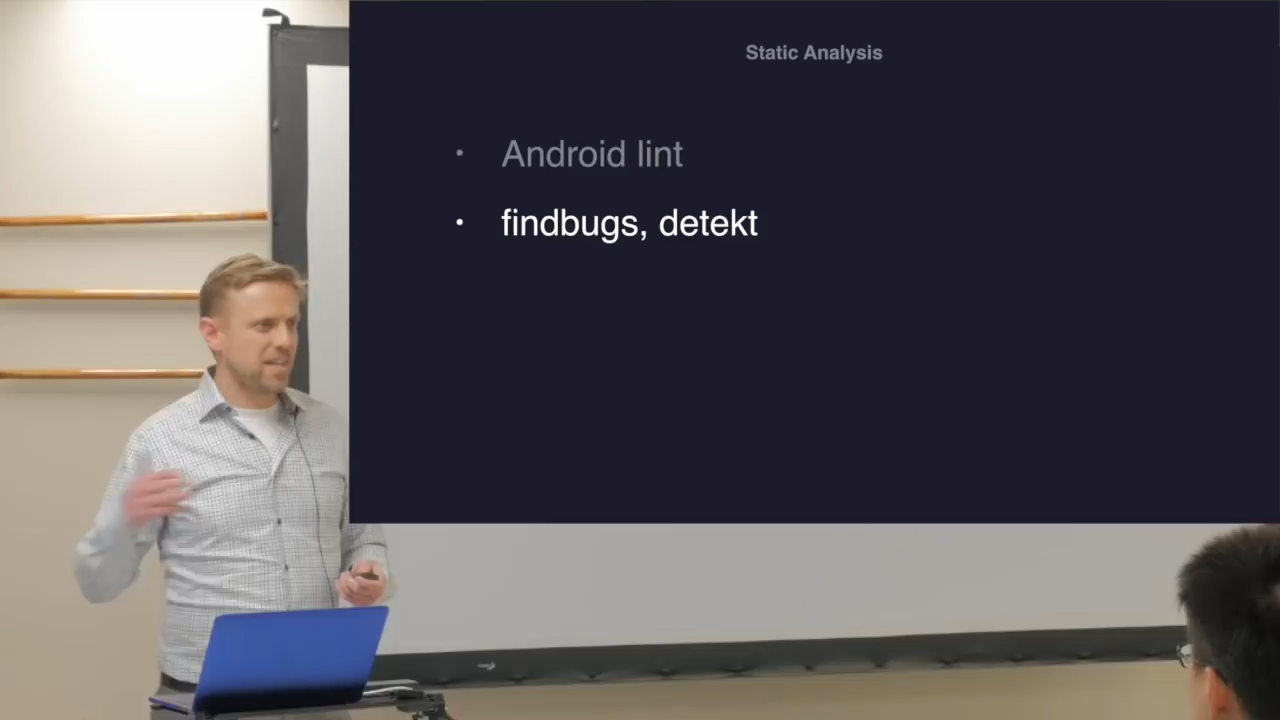 Static Analysis
• Android lint
• findbugs, detekt